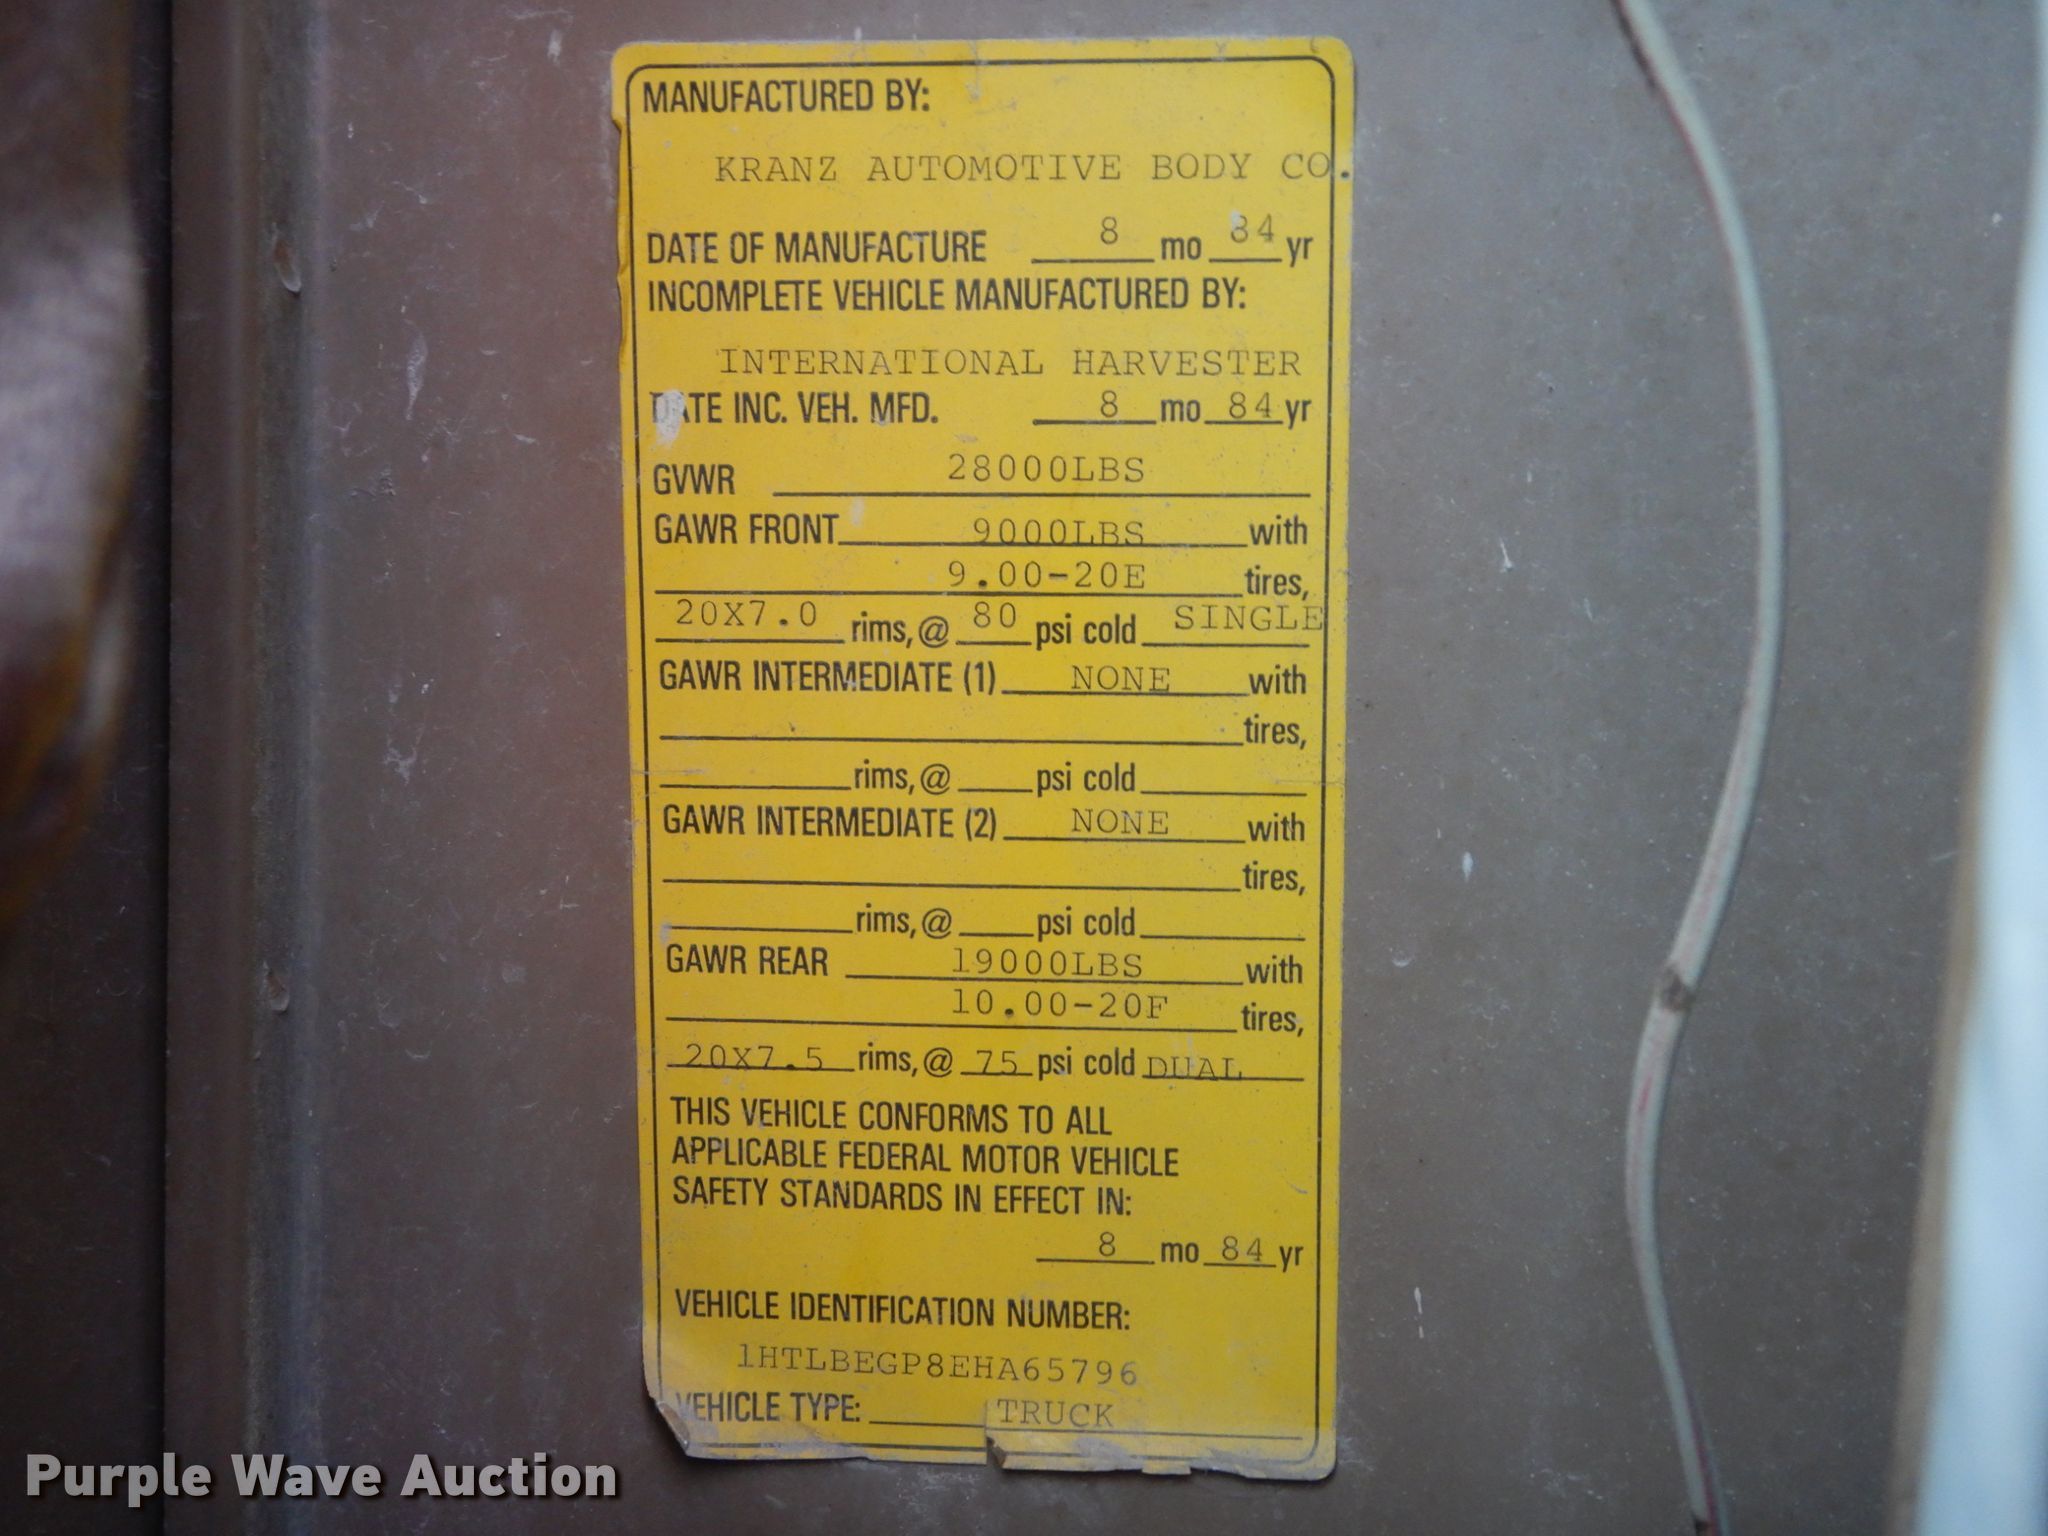 MANUFACTURED BY:
KRANZ AUTOMOTIVE BODY CO.
DATE OF MANUFACTURE 8 mo 84 yr
INCOMPLETE VEHICLE MANUFACTURED BY:
INTERNATIONAL HARVESTER
DATE INC. VEH. MFD. 8 mo 84 yr
GVWR 28000LBS
GAWR FRONT 9000LBS with
9.00-20E tires,
20X7.0 rims, @ 80 psi cold SINGLE
GAWR INTERMEDIATE (1) NONE with
tires,
rims, @ psi cold
GAWR INTERMEDIATE (2) NONE with
tires,
rims, @ psi cold
GAWR REAR 19000LBS with
10.00-20F tires,
20X7.5 rims, @ 75 psi cold DUAL
THIS VEHICLE CONFORMS TO ALL
APPLICABLE FEDERAL MOTOR VEHICLE
SAFETY STANDARDS IN EFFECT IN:
8 mo 84 yr
VEHICLE IDENTIFICATION NUMBER:
1HTLBEGP8EHA65796
VEHICLE TYPE: TRUCK
Purple Wave Auction